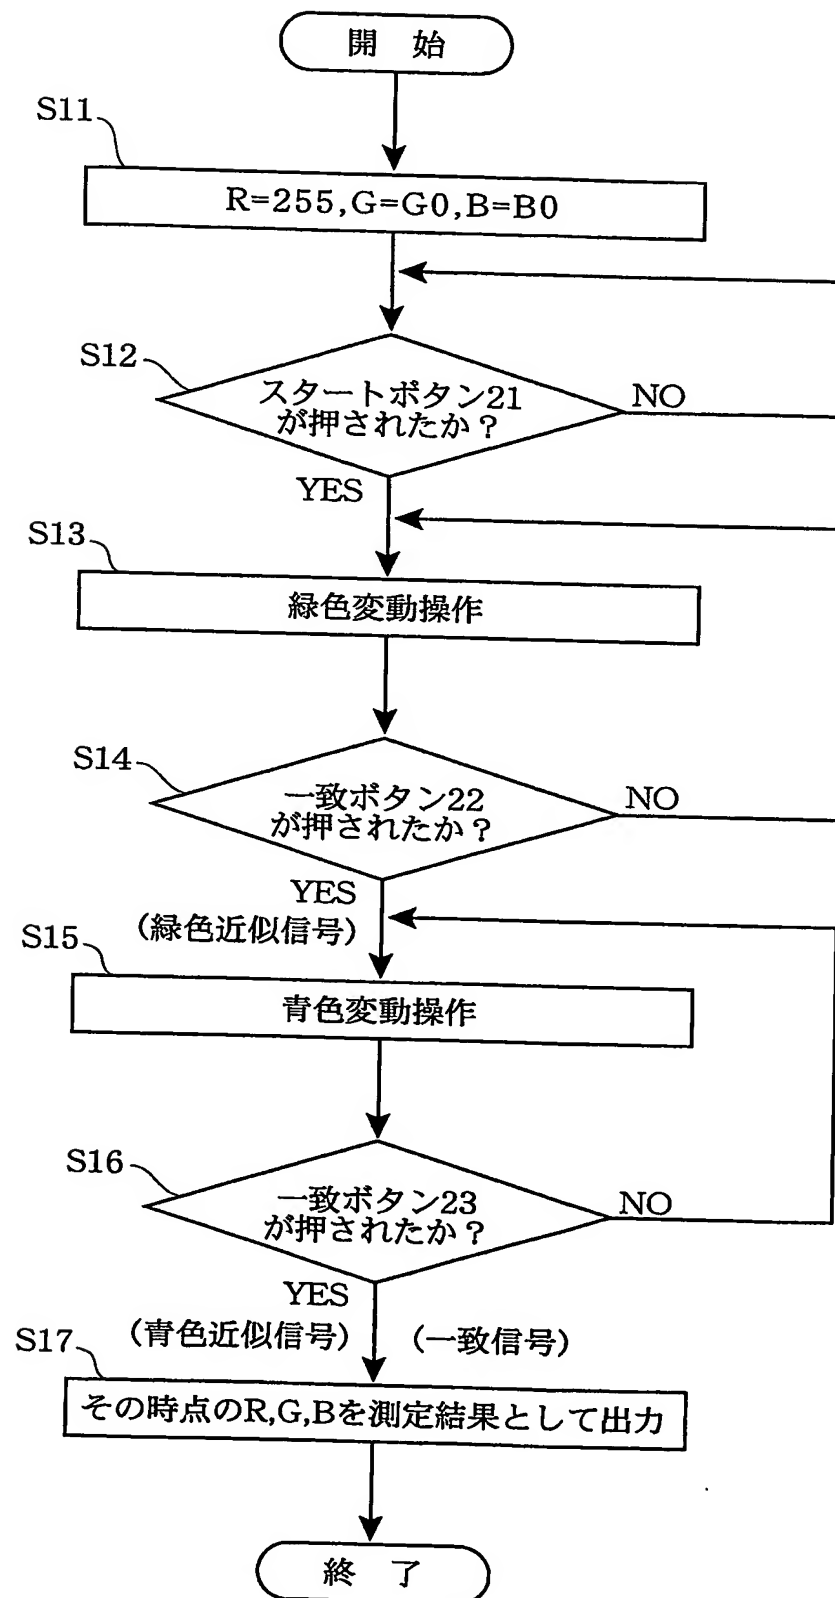 開 始
S11
R=255,G=G0,B=B0
S12
スタートボタン21
が押されたか？
NO
YES
S13
緑色変動操作
S14
一致ボタン22
が押されたか？
NO
YES
(緑色近似信号)
S15
青色変動操作
S16
一致ボタン23
が押されたか？
NO
YES
(青色近似信号) (一致信号)
S17
その時点のR,G,Bを測定結果として出力
終 了